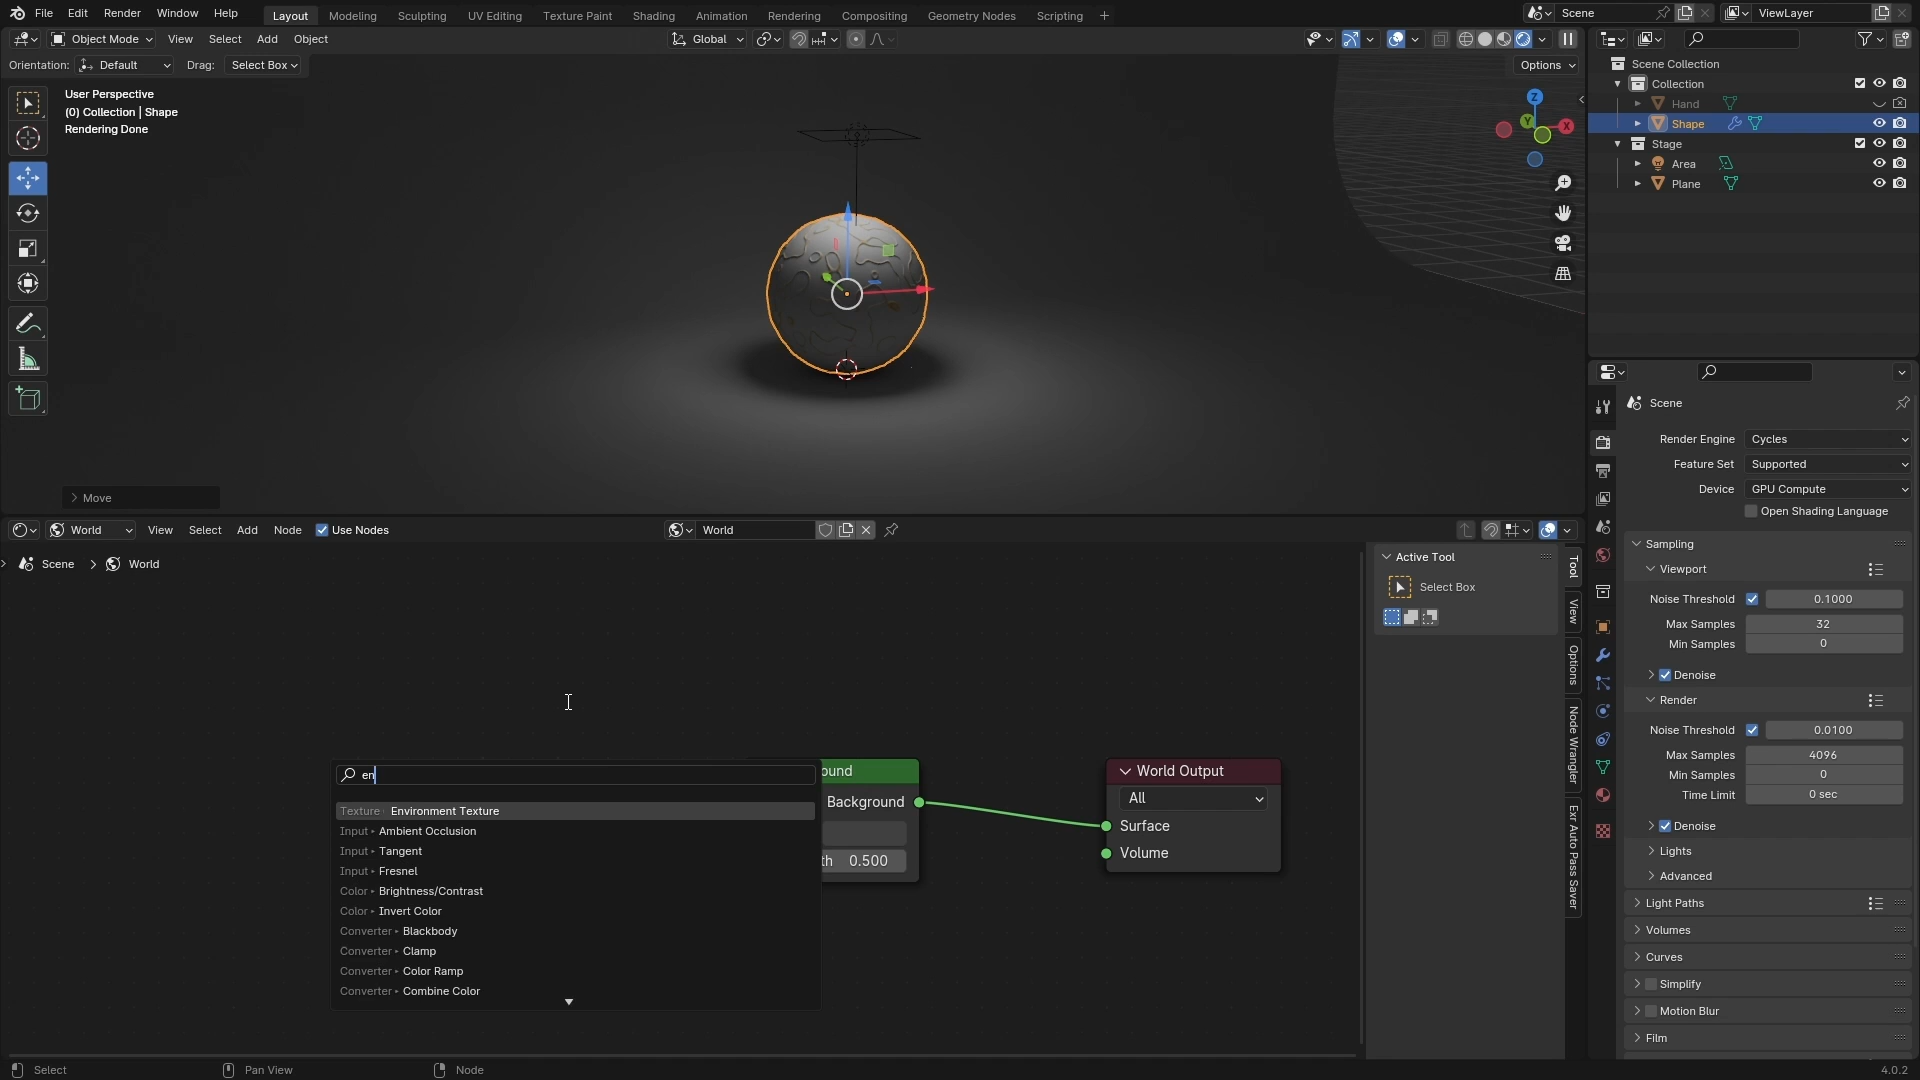 File Edit Render Window Help Layout Modeling Sculpting UV Editing Texture Paint Shading Animation Rendering Compositing Geometry Nodes Scripting + Scene ViewLayer
Object Mode View Select Add Object Global
Orientation: Default Drag: Select Box Options
User Perspective
(0) Collection | Shape
Rendering Done
Z
Y
X
Move
Scene Collection
Collection
Hand
Shape
Stage
Area
Plane
World View Select Add Node Use Nodes World
Scene > World
en
Texture Environment Texture
Input Ambient Occlusion
Input Tangent
Input Fresnel
Color Brightness/Contrast
Color Invert Color
Converter Blackbody
Converter Clamp
Converter Color Ramp
Converter Combine Color
ound
Background
th 0.500
World Output
All
Surface
Volume
Active Tool
Select Box
Tool
View
Options
Node Wrangler
Exr Auto Pass Saver
Scene
Render Engine Cycles
Feature Set Supported
Device GPU Compute
Open Shading Language
Sampling
Viewport
Noise Threshold 0.1000
Max Samples 32
Min Samples 0
Denoise
Render
Noise Threshold 0.0100
Max Samples 4096
Min Samples 0
Time Limit 0 sec
Denoise
Lights
Advanced
Light Paths
Volumes
Curves
Simplify
Motion Blur
Film
Select Pan View Node 4.0.2